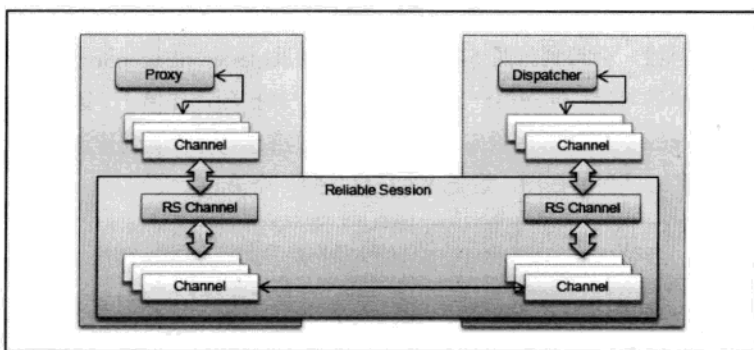 Proxy
Dispatcher
Channel
Channel
Reliable Session
RS Channel
RS Channel
Channel
Channel